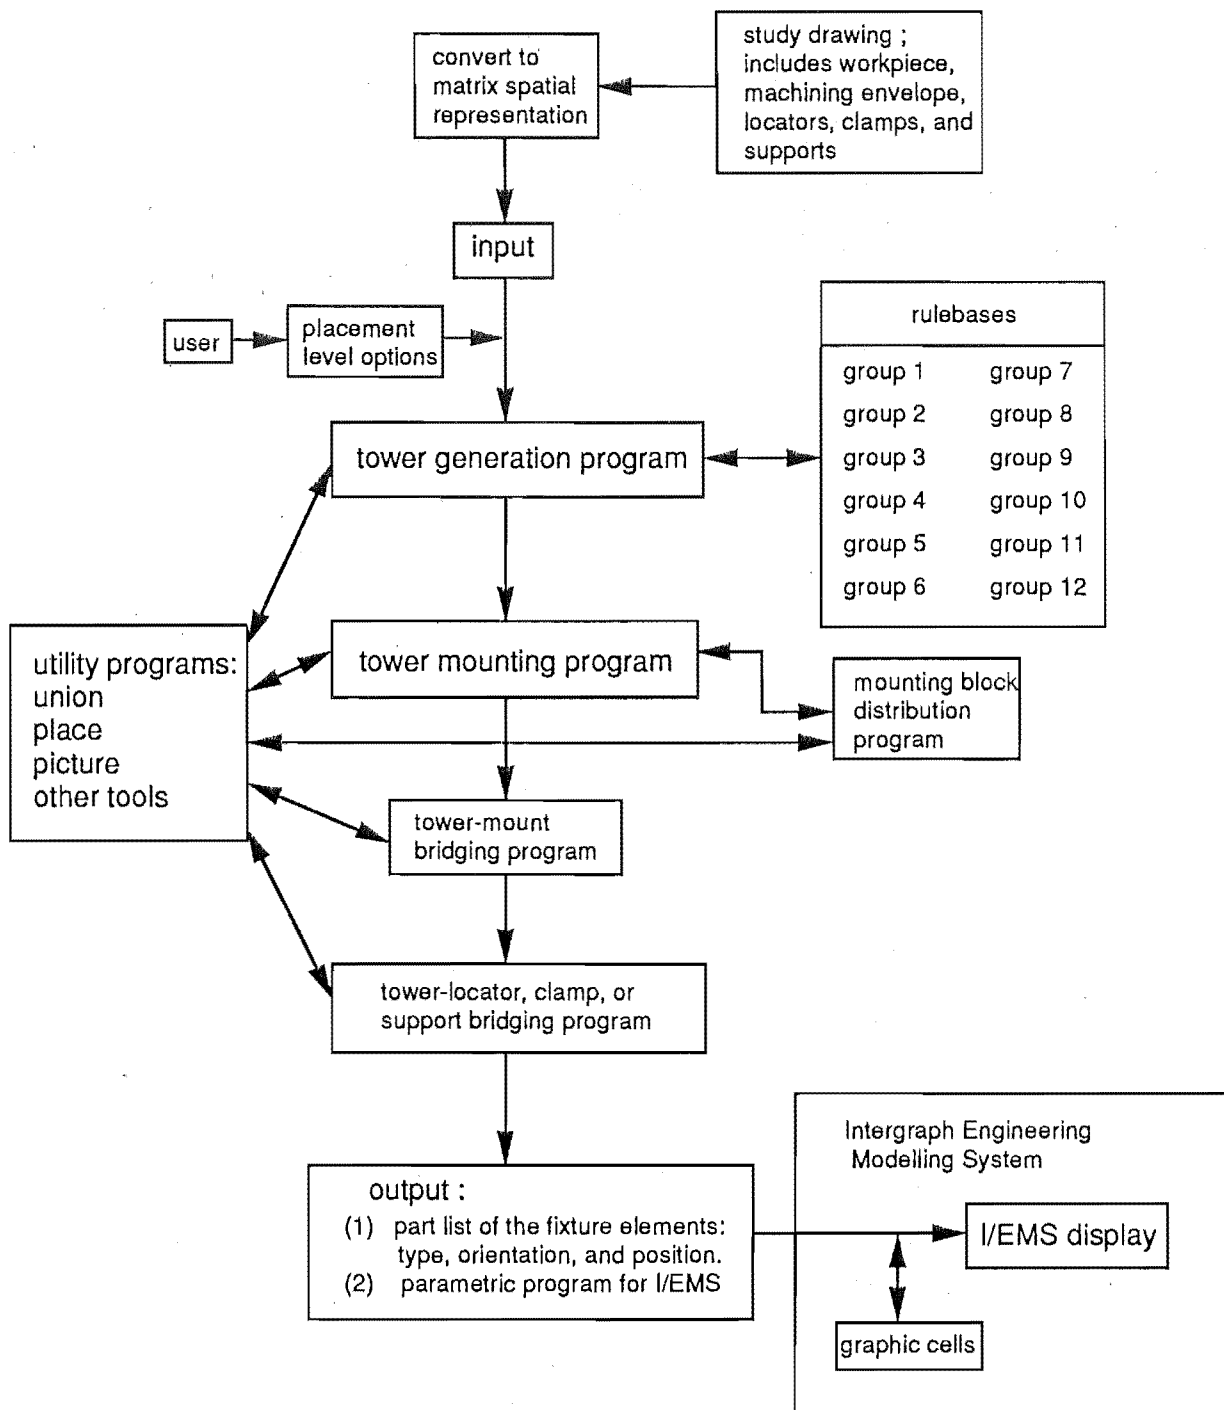 convert to
matrix spatial
representation
study drawing ;
includes workpiece,
machining envelope,
locators, clamps, and
supports
input
user
placement
level options
rulebases
group 1
group 7
group 2
group 8
group 3
group 9
group 4
group 10
group 5
group 11
group 6
group 12
tower generation program
utility programs:
union
place
picture
other tools
tower mounting program
mounting block
distribution
program
tower-mount
bridging program
tower-locator, clamp, or
support bridging program
output :
(1) part list of the fixture elements:
type, orientation, and position.
(2) parametric program for I/EMS
Intergraph Engineering
Modelling System
I/EMS display
graphic cells